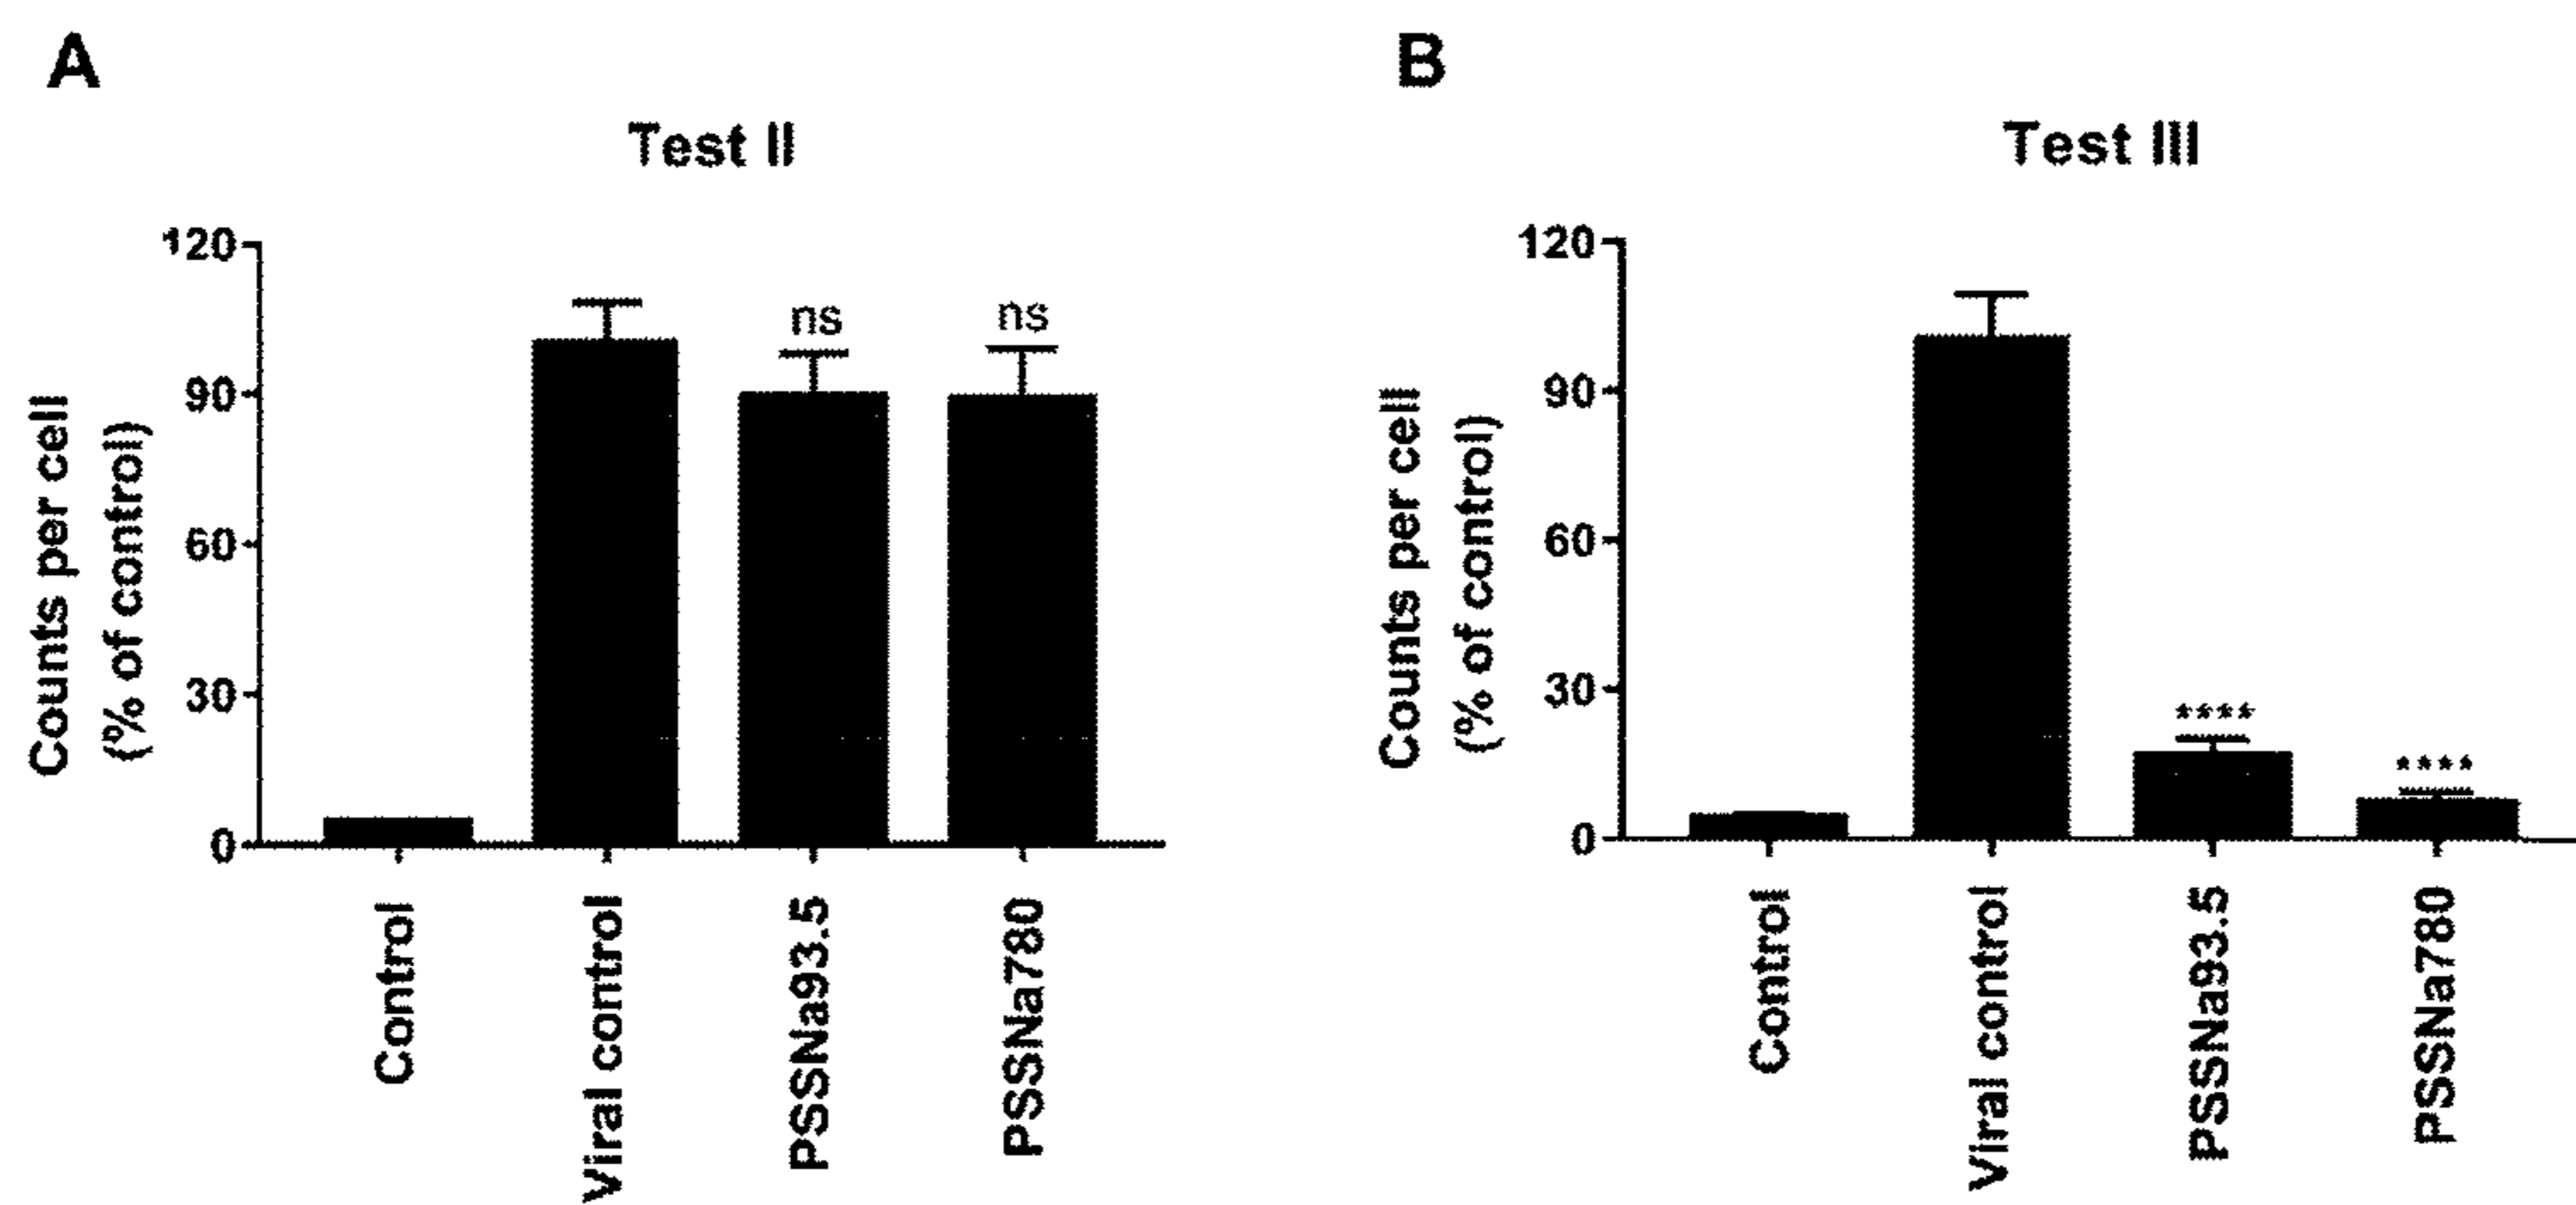 A
Test II
Counts per cell
(% of control)
120
90
60
30
0
ns
ns
Control
Viral control
PSSNa93.5
PSSNa780
B
Test III
Counts per cell
(% of control)
120
90
60
30
0
****
****
Control
Viral control
PSSNa93.5
PSSNa780